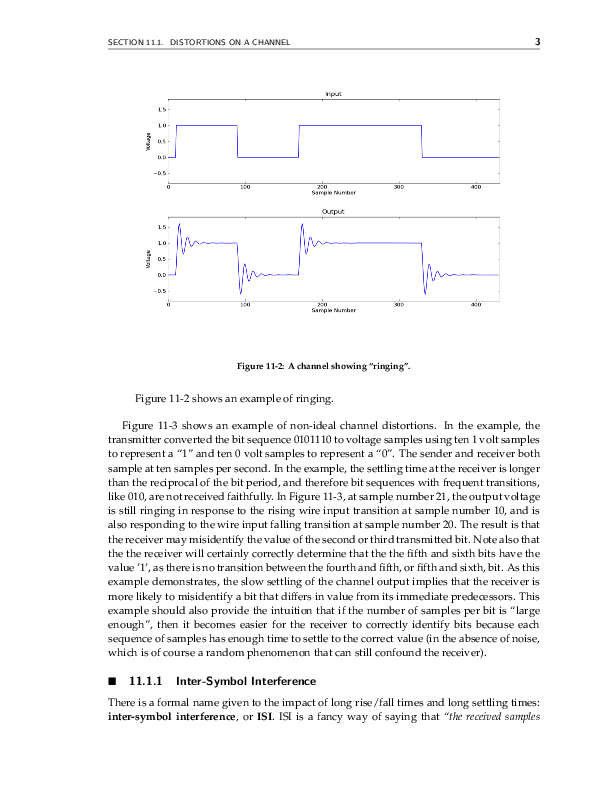 SECTION 11.1. DISTORTIONS ON A CHANNEL 3
Input
1.5
1.0
0.5
0.0
−0.5
Voltage
0 100 200 300 400
Sample Number
Output
1.5
1.0
0.5
0.0
−0.5
Voltage
0 100 200 300 400
Sample Number
Figure 11-2: A channel showing “ringing”.
Figure 11-2 shows an example of ringing.
Figure 11-3 shows an example of non-ideal channel distortions. In the example, the
transmitter converted the bit sequence 0101110 to voltage samples using ten 1 volt samples
to represent a “1” and ten 0 volt samples to represent a “0”. The sender and receiver both
sample at ten samples per second. In the example, the settling time at the receiver is longer
than the reciprocal of the bit period, and therefore bit sequences with frequent transitions,
like 010, are not received faithfully. In Figure 11-3, at sample number 21, the output voltage
is still ringing in response to the rising wire input transition at sample number 10, and is
also responding to the wire input falling transition at sample number 20. The result is that
the receiver may misidentify the value of the second or third transmitted bit. Note also that
the the receiver will certainly correctly determine that the the fifth and sixth bits have the
value ’1’, as there is no transition between the fourth and fifth, or fifth and sixth, bit. As this
example demonstrates, the slow settling of the channel output implies that the receiver is
more likely to misidentify a bit that differs in value from its immediate predecessors. This
example should also provide the intuition that if the number of samples per bit is “large
enough”, then it becomes easier for the receiver to correctly identify bits because each
sequence of samples has enough time to settle to the correct value (in the absence of noise,
which is of course a random phenomenon that can still confound the receiver).
■ 11.1.1 Inter-Symbol Interference
There is a formal name given to the impact of long rise/fall times and long settling times:
inter-symbol interference, or ISI. ISI is a fancy way of saying that “the received samples